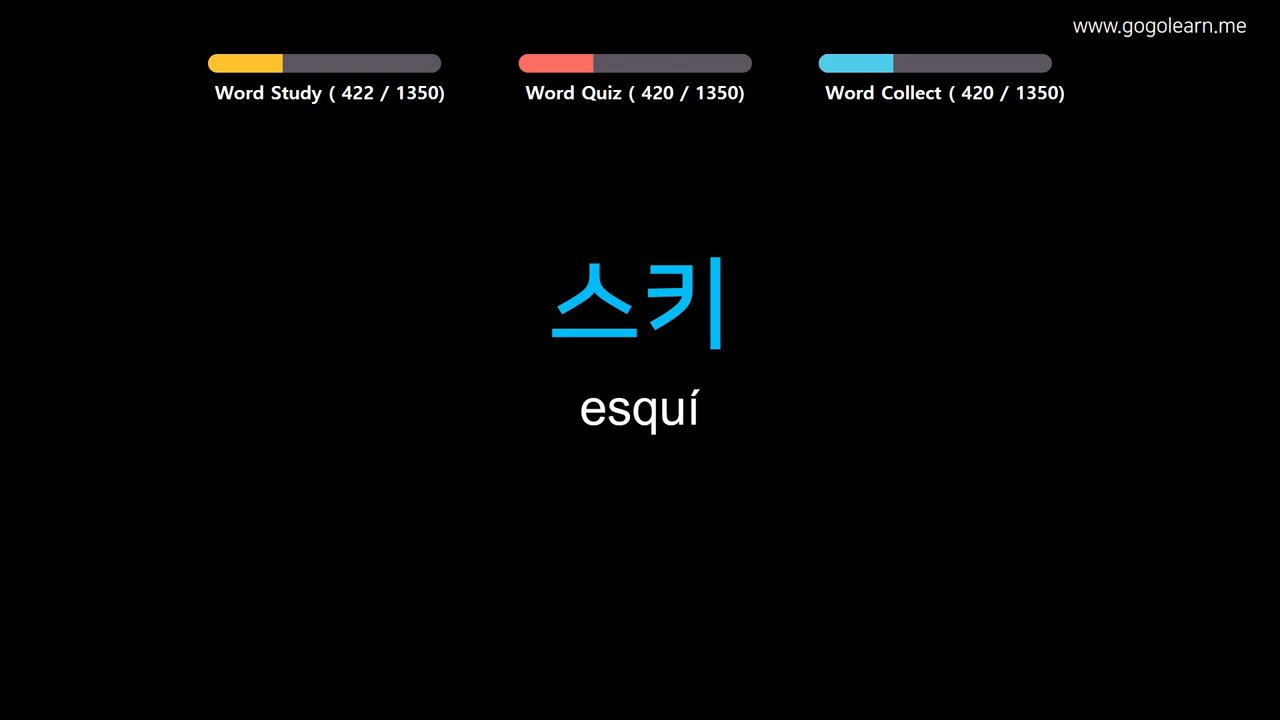 www.gogolearn.me
Word Study ( 422 / 1350)
Word Quiz ( 420 / 1350)
Word Collect ( 420 / 1350)
스키
esquí